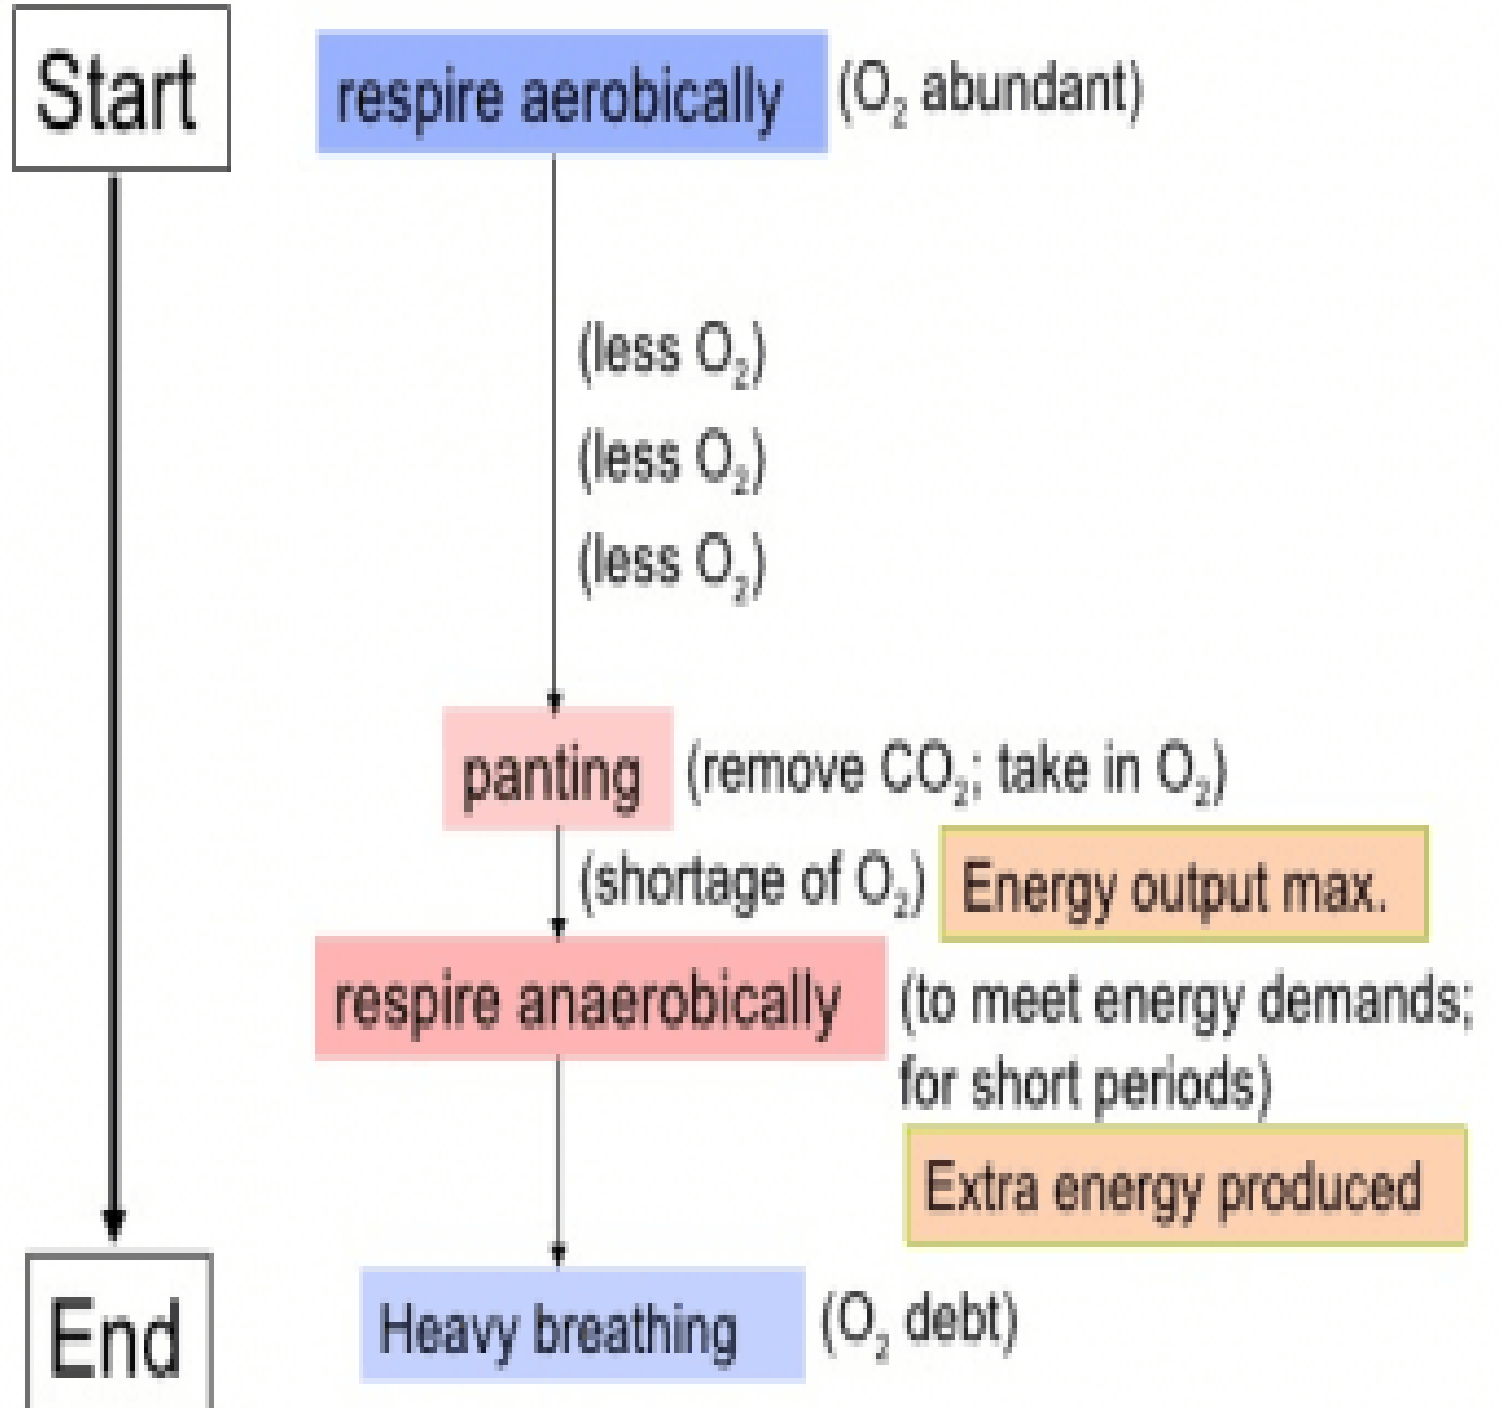 Start
respire aerobically (O₂ abundant)
(less O₂)
(less O₂)
(less O₂)
panting (remove CO₂; take in O₂)
(shortage of O₂) Energy output max.
respire anaerobically (to meet energy demands;
for short periods)
Extra energy produced
Heavy breathing (O₂ debt)
End